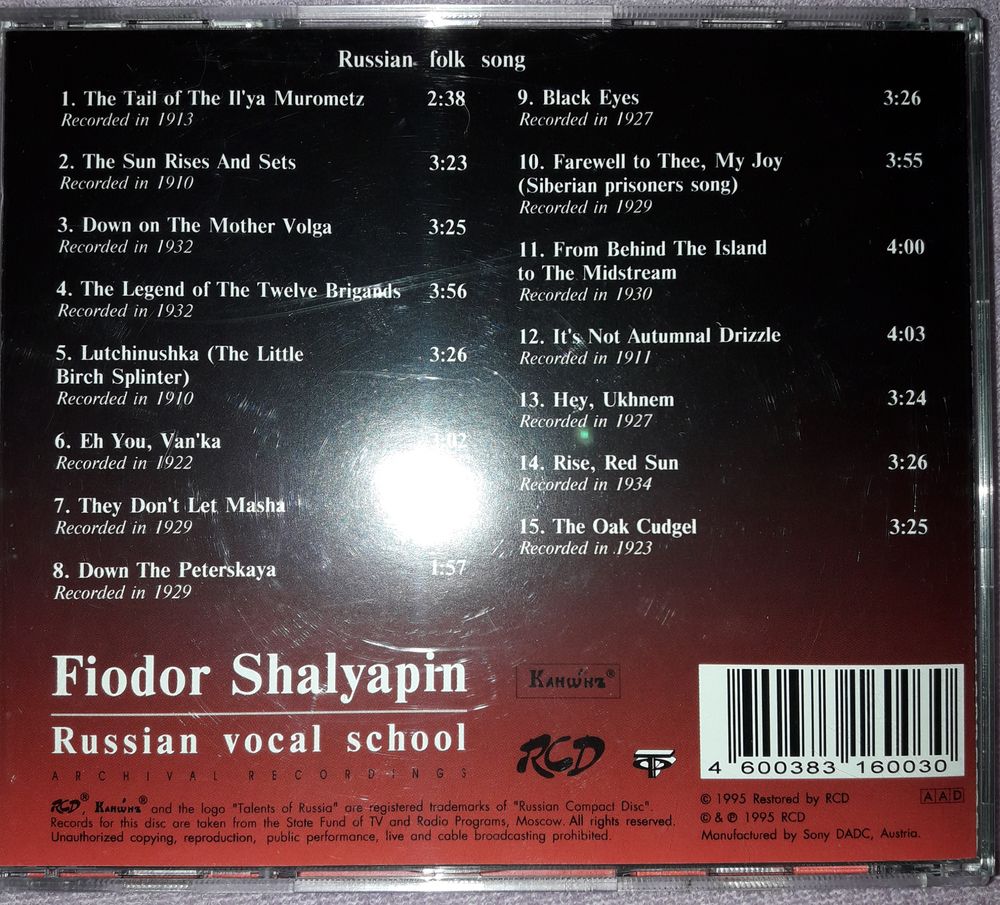 Russian folk song
1. The Tail of The Il'ya Murometz 2:38
Recorded in 1913
2. The Sun Rises And Sets 3:23
Recorded in 1910
3. Down on The Mother Volga 3:25
Recorded in 1932
4. The Legend of The Twelve Brigands 3:56
Recorded in 1932
5. Lutchinushka (The Little 3:26
Birch Splinter)
Recorded in 1910
6. Eh You, Van'ka
Recorded in 1922
7. They Don't Let Masha
Recorded in 1929
8. Down The Peterskaya 1:57
Recorded in 1929
9. Black Eyes 3:26
Recorded in 1927
10. Farewell to Thee, My Joy 3:55
(Siberian prisoners song)
Recorded in 1929
11. From Behind The Island 4:00
to The Midstream
Recorded in 1930
12. It's Not Autumnal Drizzle 4:03
Recorded in 1911
13. Hey, Ukhnem 3:24
Recorded in 1927
14. Rise, Red Sun 3:26
Recorded in 1934
15. The Oak Cudgel 3:25
Recorded in 1923
Fiodor Shalyapin
Russian vocal school
ARCHIVAL RECORDINGS
RCD® Канцнз® and the logo "Talents of Russia" are registered trademarks of "Russian Compact Disc".
Records for this disc are taken from the State Fund of TV and Radio Programs, Moscow. All rights reserved.
Unauthorized copying, reproduction, public performance, live and cable broadcasting prohibited.
RCD
4 600383 160030
© 1995 Restored by RCD AAD
© & ℗ 1995 RCD
Manufactured by Sony DADC, Austria.